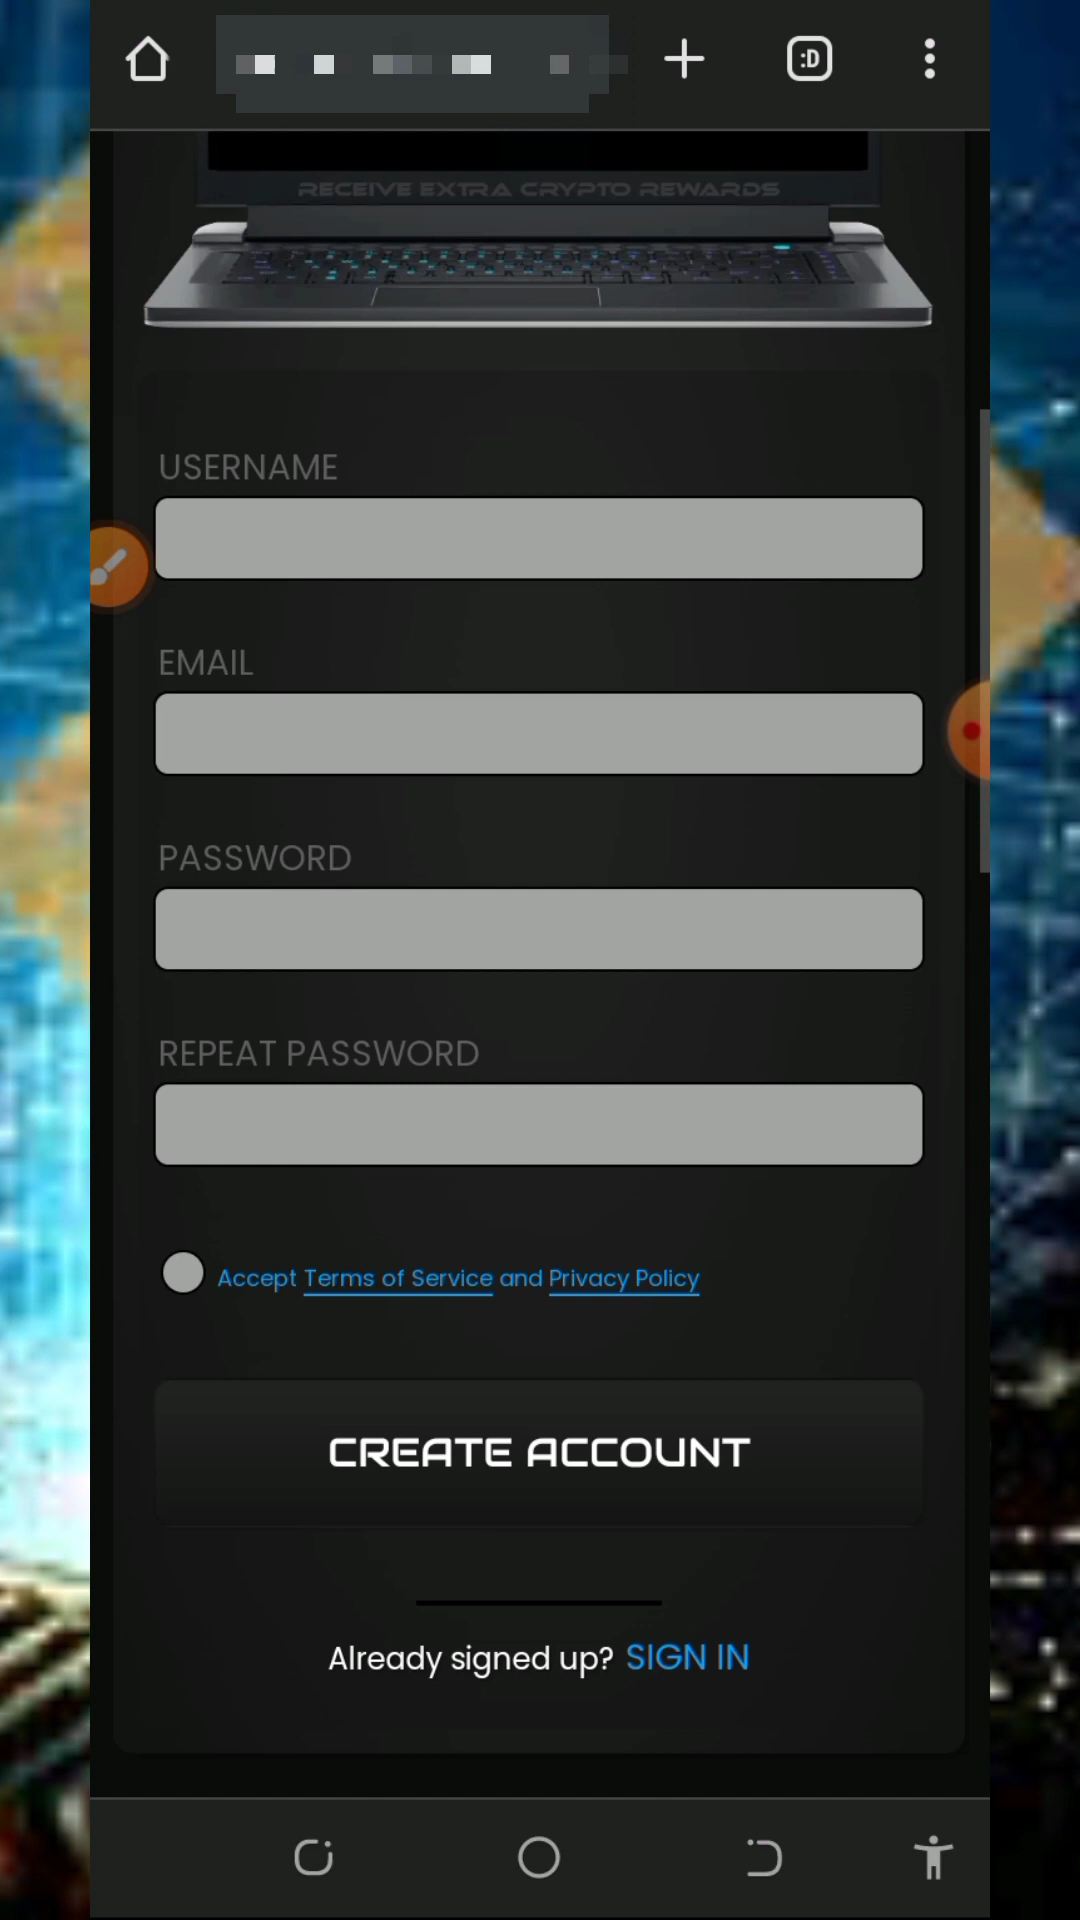 :D
RECEIVE EXTRA CRYPTO REWARDS
USERNAME
EMAIL
PASSWORD
REPEAT PASSWORD
Accept Terms of Service and Privacy Policy
CREATE ACCOUNT
Already signed up? SIGN IN